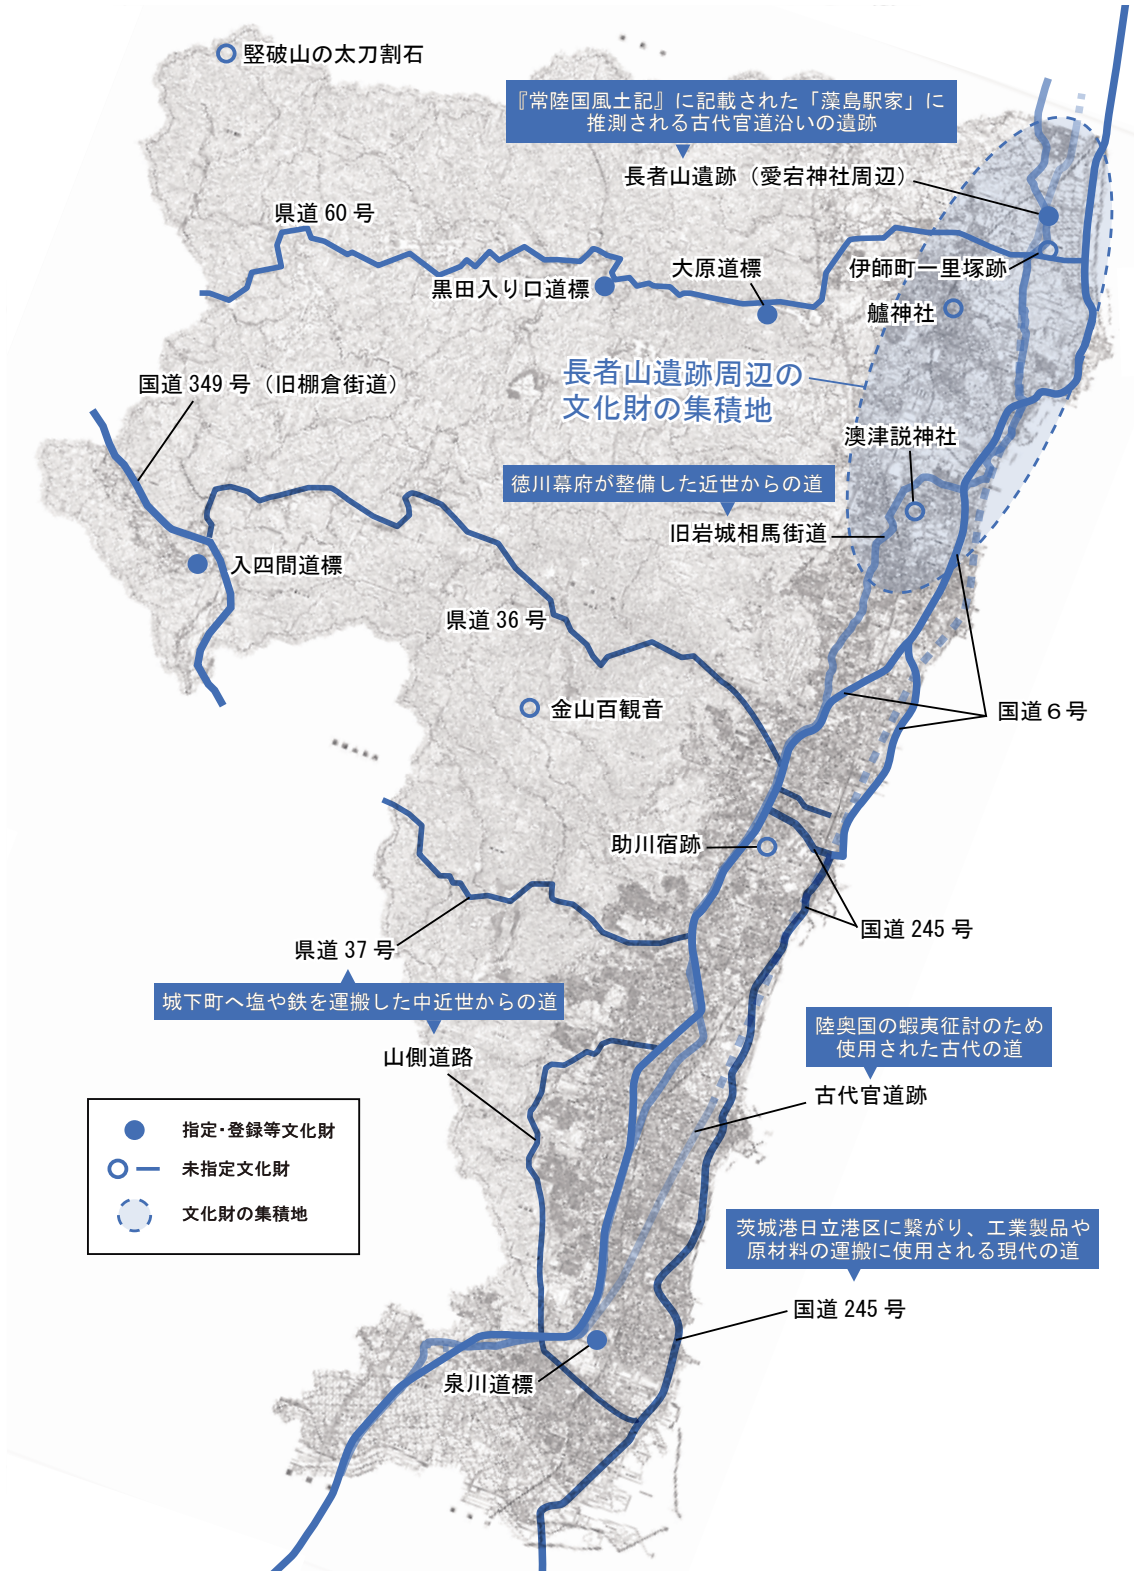 竪破山の太刀割石
『常陸国風土記』に記載された「藻島駅家」に
推測される古代官道沿いの遺跡
長者山遺跡（愛宕神社周辺）
県道 60 号
黒田入り口道標
大原道標
伊師町一里塚跡
艫神社
長者山遺跡周辺の
文化財の集積地
国道 349 号（旧棚倉街道）
澳津説神社
徳川幕府が整備した近世からの道
旧岩城相馬街道
入四間道標
県道 36 号
金山百観音
国道６号
助川宿跡
国道 245 号
県道 37 号
城下町へ塩や鉄を運搬した中近世からの道
山側道路
陸奥国の蝦夷征討のため
使用された古代の道
古代官道跡
指定・登録等文化財
未指定文化財
文化財の集積地
茨城港日立港区に繋がり、工業製品や
原材料の運搬に使用される現代の道
国道 245 号
泉川道標